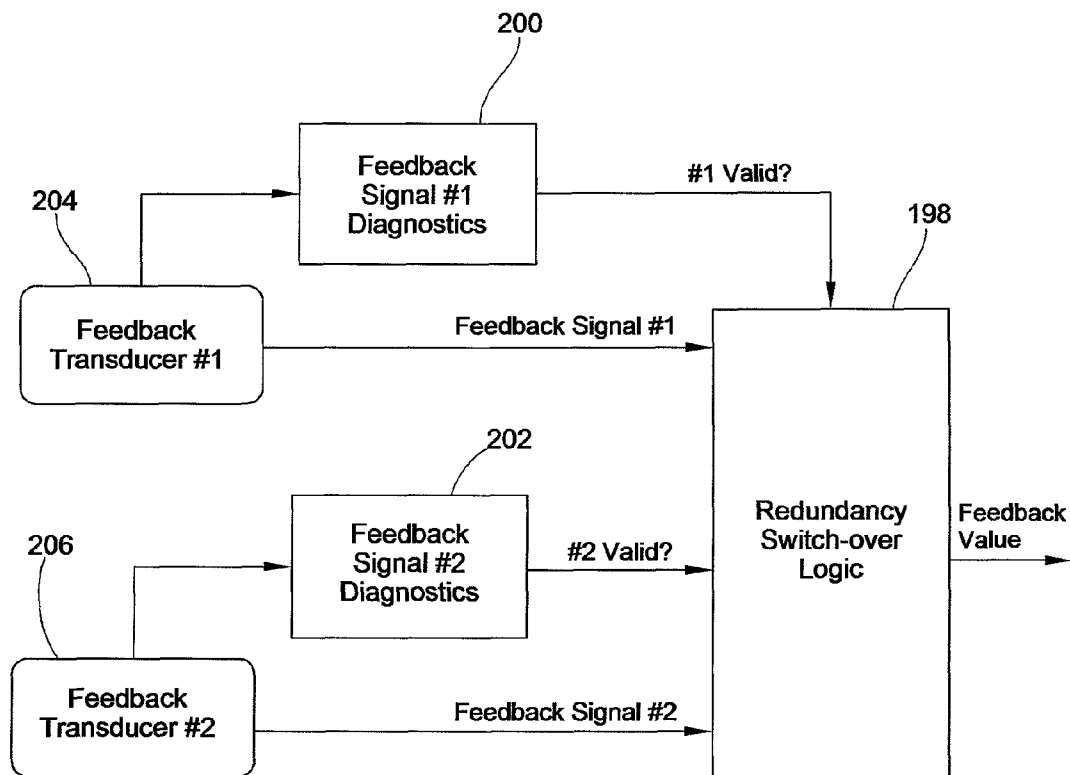 200
Feedback
Signal #1
Diagnostics
#1 Valid?
204
198
Feedback
Transducer #1
Feedback Signal #1
202
Feedback
Signal #2
Diagnostics
#2 Valid?
Redundancy
Switch-over
Logic
Feedback
Value
206
Feedback
Transducer #2
Feedback Signal #2